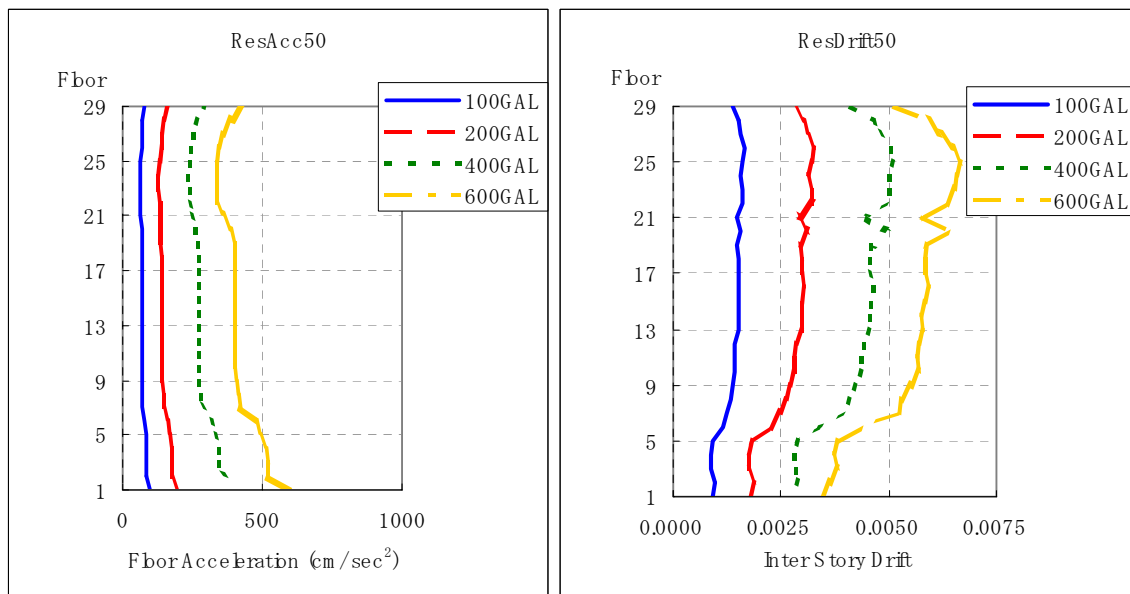 ResAcc50
Floor
100GAL
200GAL
400GAL
600GAL
29
25
21
17
13
9
5
1
0 500 1000
Floor Acceleration (cm/sec²)
ResDrift50
Floor
100GAL
200GAL
400GAL
600GAL
29
25
21
17
13
9
5
1
0.0000 0.0025 0.0050 0.0075
Inter Story Drift